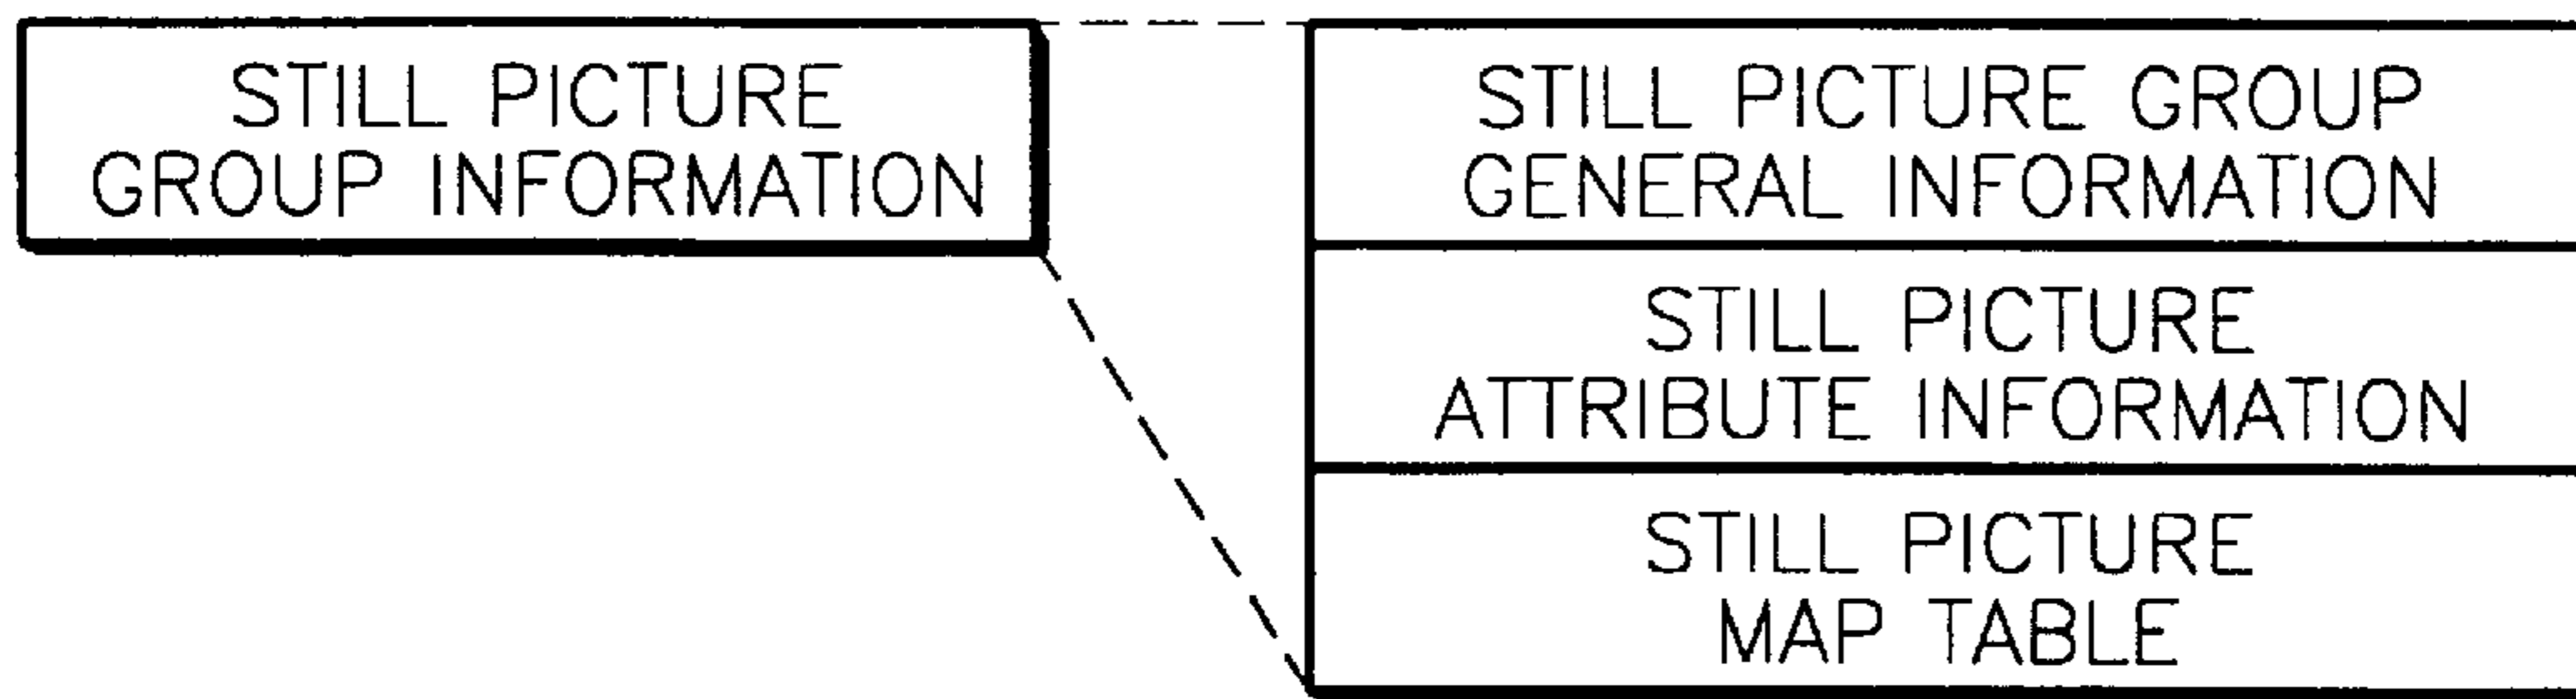 STILL PICTURE
GROUP INFORMATION
STILL PICTURE GROUP
GENERAL INFORMATION
STILL PICTURE
ATTRIBUTE INFORMATION
STILL PICTURE
MAP TABLE